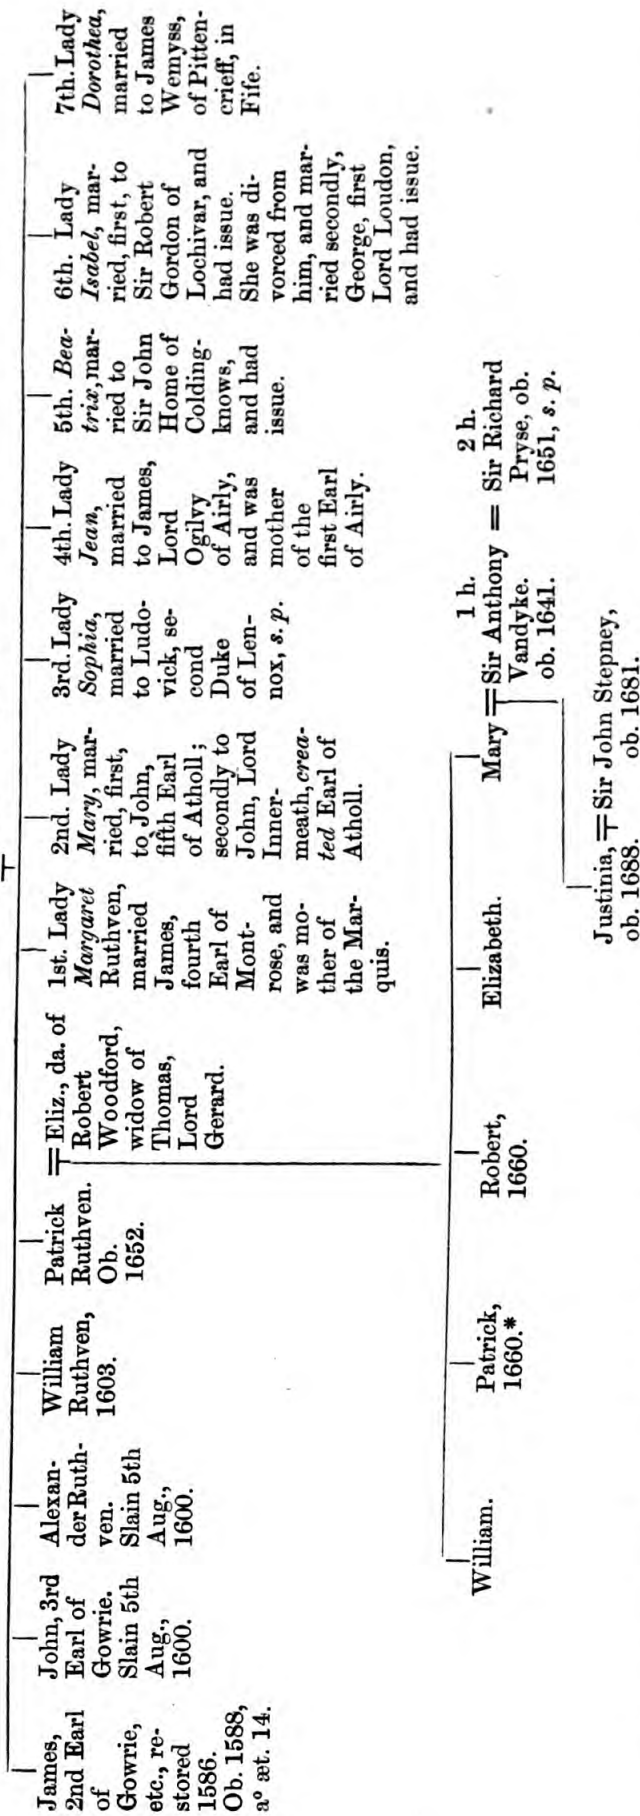 James,
2nd Earl
of
Gowrie,
etc., re-
stored
1586.
Ob. 1588,
aº æt. 14.
John, 3rd
Earl of
Gowrie.
Slain 5th
Aug.,
1600.
Alexan-
der Ruth-
ven.
Slain 5th
Aug.,
1600.
William
Ruthven,
1603.
Patrick
Ruthven.
Ob.
1652.
= Eliz., da. of
Robert
Woodford,
widow of
Thomas,
Lord
Gerard.
1st. Lady
Margaret
Ruthven,
married
James,
fourth
Earl of
Mont-
rose, and
was mo-
ther of
the Mar-
quis.
2nd. Lady
Mary, mar-
ried, first,
to John,
fifth Earl
of Atholl;
secondly to
John, Lord
Inner-
meath, crea-
ted Earl of
Atholl.
3rd. Lady
Sophia,
married
to Ludo-
vick, se-
cond
Duke
of Len-
nox, s. p.
4th. Lady
Jean,
married
to James,
Lord
Ogilvy
of Airly,
and was
mother
of the
first Earl
of Airly.
5th. Bea-
trix, mar-
ried to
Sir John
Home of
Colding-
knows,
and had
issue.
6th. Lady
Isabel, mar-
ried, first, to
Sir Robert
Gordon of
Lochivar, and
had issue.
She was di-
vorced from
him, and mar-
ried secondly,
George, first
Lord Loudon,
and had issue.
7th. Lady
Dorothea,
married
to James
Wemyss,
of Pitten-
crieff, in
Fife.
William.
Patrick,
1660.*
Robert,
1660.
Elizabeth.
1 h. 2 h.
Mary = Sir Anthony = Sir Richard
Vandyke. Pryse, ob.
ob. 1641. 1651, s. p.
Justinia, = Sir John Stepney,
ob. 1688. ob. 1681.